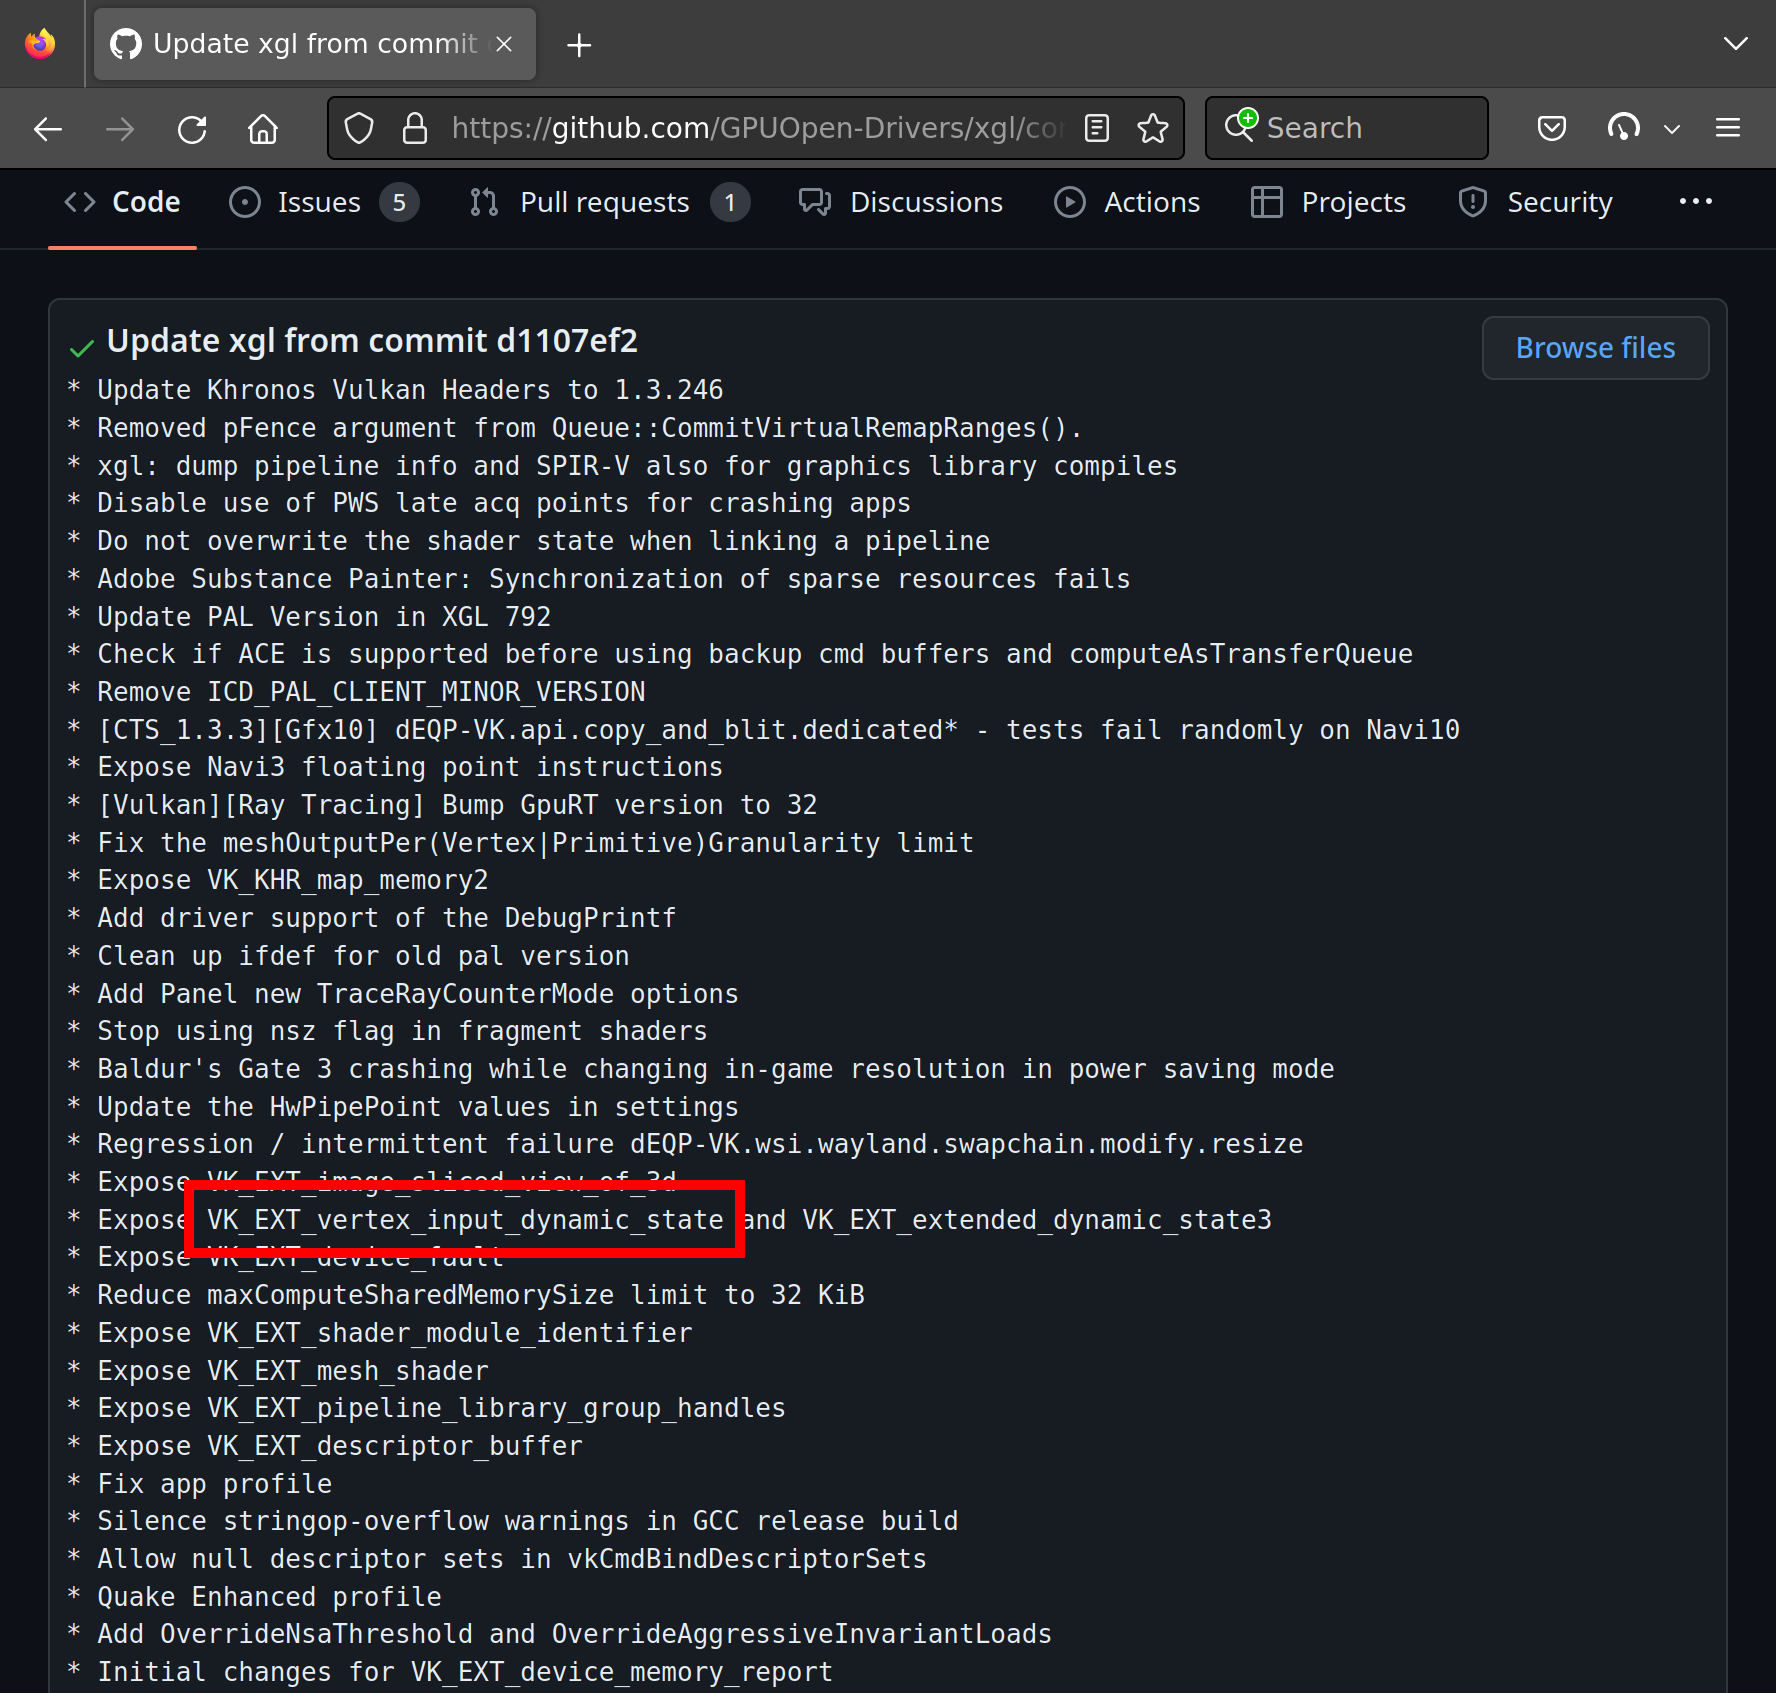 Update xgl from commit
https://github.com/GPUOpen-Drivers/xgl/co
Search
Code
Issues 5
Pull requests 1
Discussions
Actions
Projects
Security
Update xgl from commit d1107ef2
Browse files
* Update Khronos Vulkan Headers to 1.3.246
* Removed pFence argument from Queue::CommitVirtualRemapRanges().
* xgl: dump pipeline info and SPIR-V also for graphics library compiles
* Disable use of PWS late acq points for crashing apps
* Do not overwrite the shader state when linking a pipeline
* Adobe Substance Painter: Synchronization of sparse resources fails
* Update PAL Version in XGL 792
* Check if ACE is supported before using backup cmd buffers and computeAsTransferQueue
* Remove ICD_PAL_CLIENT_MINOR_VERSION
* [CTS_1.3.3][Gfx10] dEQP-VK.api.copy_and_blit.dedicated* - tests fail randomly on Navi10
* Expose Navi3 floating point instructions
* [Vulkan][Ray Tracing] Bump GpuRT version to 32
* Fix the meshOutputPer(Vertex|Primitive)Granularity limit
* Expose VK_KHR_map_memory2
* Add driver support of the DebugPrintf
* Clean up ifdef for old pal version
* Add Panel new TraceRayCounterMode options
* Stop using nsz flag in fragment shaders
* Baldur's Gate 3 crashing while changing in-game resolution in power saving mode
* Update the HwPipePoint values in settings
* Regression / intermittent failure dEQP-VK.wsi.wayland.swapchain.modify.resize
* Expose VK_EXT_image_sliced_view_of_3d
* Expose VK_EXT_vertex_input_dynamic_state and VK_EXT_extended_dynamic_state3
* Expose VK_EXT_device_fault
* Reduce maxComputeSharedMemorySize limit to 32 KiB
* Expose VK_EXT_shader_module_identifier
* Expose VK_EXT_mesh_shader
* Expose VK_EXT_pipeline_library_group_handles
* Expose VK_EXT_descriptor_buffer
* Fix app profile
* Silence stringop-overflow warnings in GCC release build
* Allow null descriptor sets in vkCmdBindDescriptorSets
* Quake Enhanced profile
* Add OverrideNsaThreshold and OverrideAggressiveInvariantLoads
* Initial changes for VK_EXT_device_memory_report